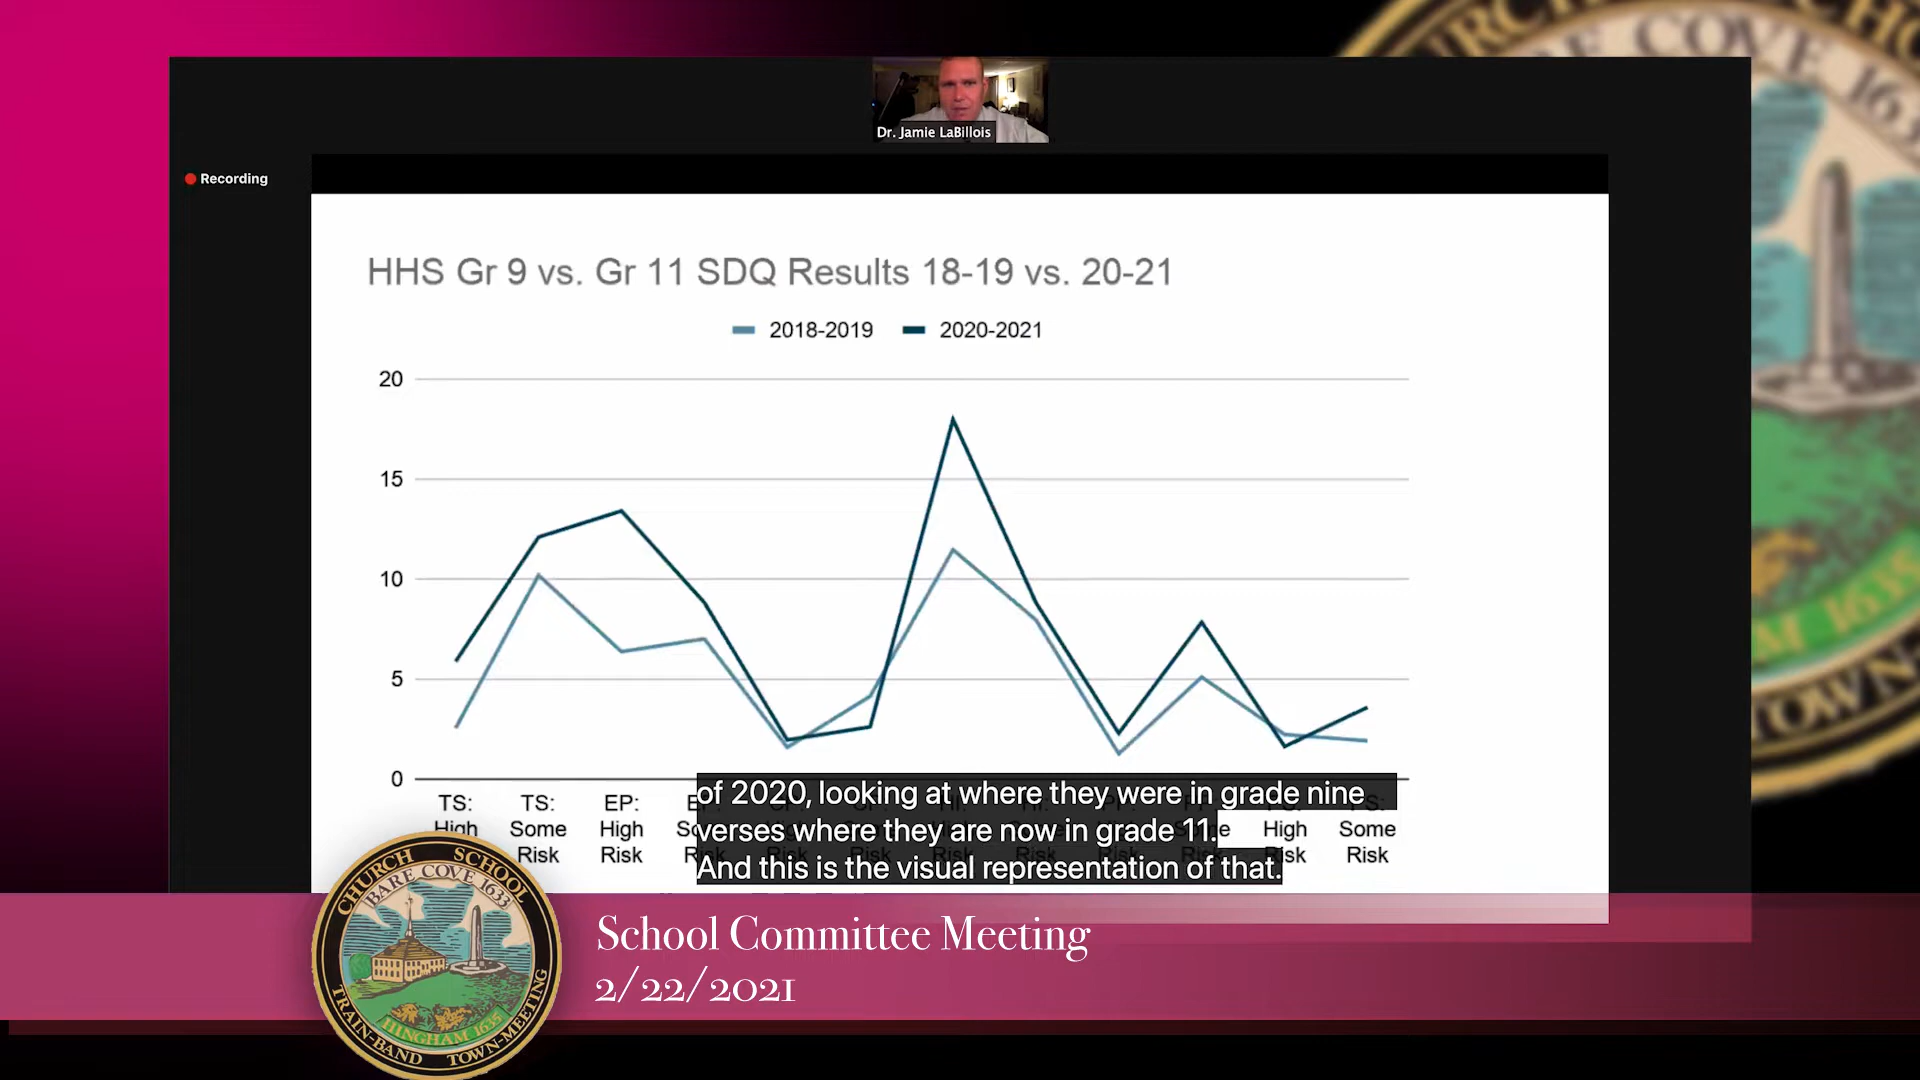 Dr. Jamie LaBillois
Recording
HHS Gr 9 vs. Gr 11 SDQ Results 18-19 vs. 20-21
2018-2019
2020-2021
20
15
10
5
0
TS:
High
TS:
Some
Risk
EP:
High
Risk
High
Risk
Some
Risk
of 2020, looking at where they were in grade nine
verses where they are now in grade 11.
And this is the visual representation of that.
School Committee Meeting
2/22/2021
CHURCH SCHOOL
BARE COVE 1633
HINGHAM 1635
TRAIN-BAND TOWN-MEETING